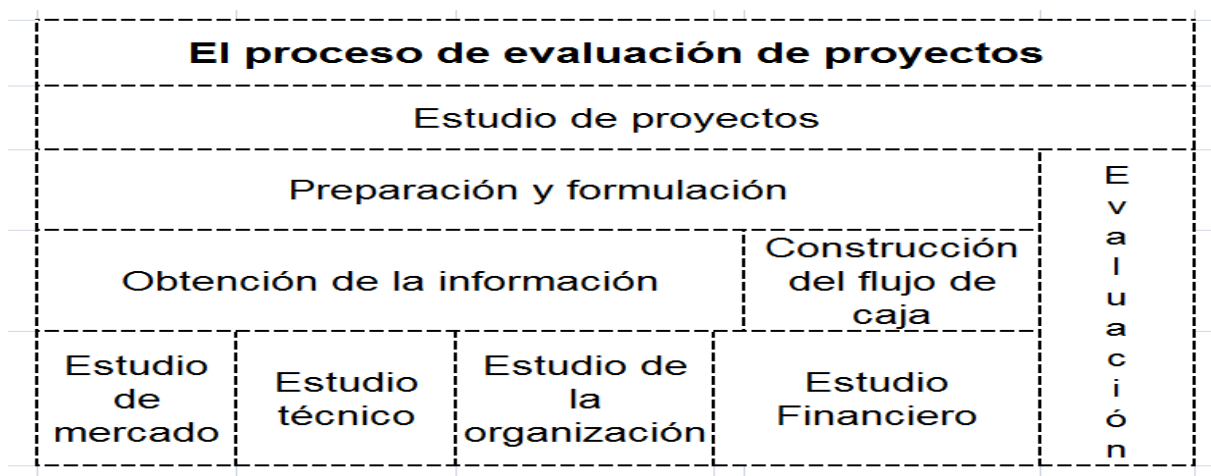 El proceso de evaluación de proyectos
Estudio de proyectos
Preparación y formulación
Evaluación
Obtención de la información
Construcción
del flujo de
caja
Estudio
de
mercado
Estudio
técnico
Estudio de
la
organización
Estudio
Financiero